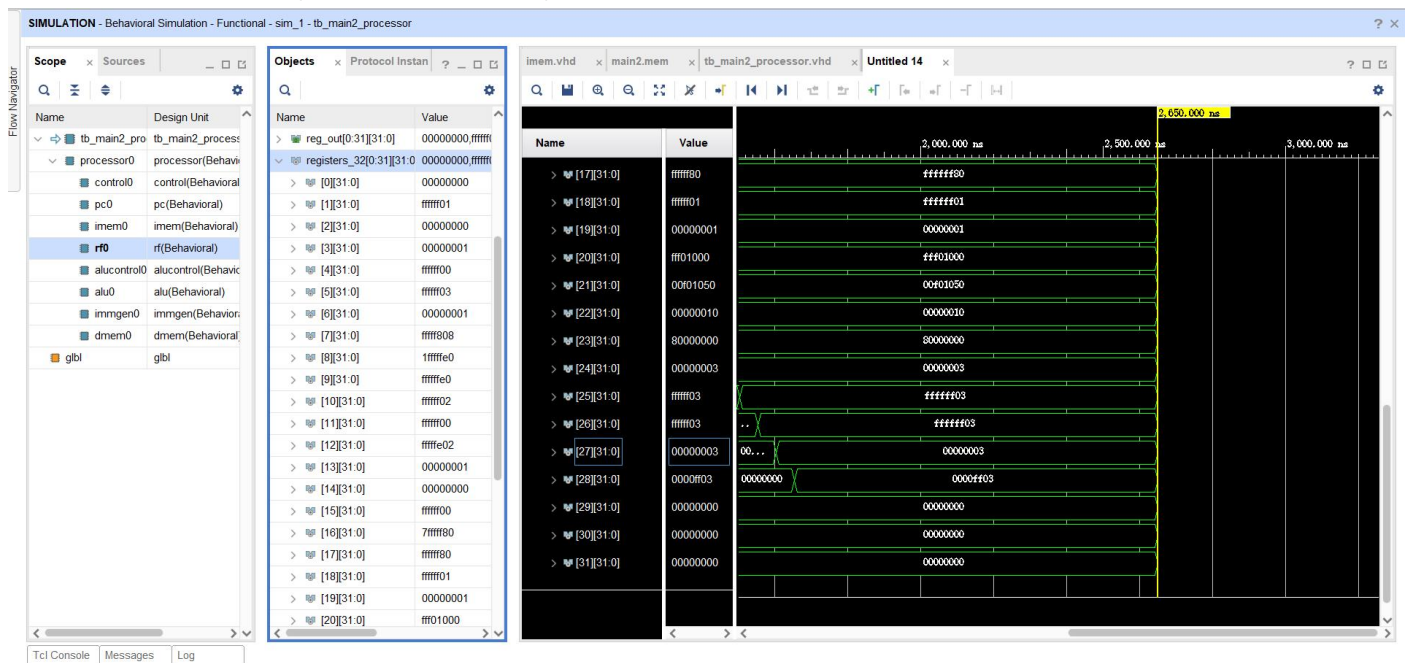 SIMULATION - Behavioral Simulation - Functional - sim_1 - tb_main2_processor
? ×
Flow Navigator
Scope × Sources
Name Design Unit
tb_main2_pro tb_main2_process
processor0 processor(Behavi
control0 control(Behavioral
pc0 pc(Behavioral)
imem0 imem(Behavioral)
rf0 rf(Behavioral)
alucontrol0 alucontrol(Behavic
alu0 alu(Behavioral)
immgen0 immgen(Behavior
dmem0 dmem(Behavioral)
glbl glbl
Objects × Protocol Instan ?
Name Value
reg_out[0:31][31:0] 00000000,ffffff(
registers_32[0:31][31:0 00000000,ffffff(
[0][31:0] 00000000
[1][31:0] ffffff01
[2][31:0] 00000000
[3][31:0] 00000001
[4][31:0] ffffff00
[5][31:0] ffffff03
[6][31:0] 00000001
[7][31:0] fffff808
[8][31:0] 1fffffe0
[9][31:0] ffffffe0
[10][31:0] ffffff02
[11][31:0] ffffff00
[12][31:0] fffffe02
[13][31:0] 00000001
[14][31:0] 00000000
[15][31:0] ffffff00
[16][31:0] 7fffff80
[17][31:0] ffffff80
[18][31:0] ffffff01
[19][31:0] 00000001
[20][31:0] fff01000
imem.vhd × main2.mem × tb_main2_processor.vhd × Untitled 14 × ?
2,650.000 ns
Name Value 2,000.000 ns 2,500.000 ns 3,000.000 ns
[17][31:0] ffffff80 ffffff80
[18][31:0] ffffff01 ffffff01
[19][31:0] 00000001 00000001
[20][31:0] fff01000 fff01000
[21][31:0] 00f01050 00f01050
[22][31:0] 00000010 00000010
[23][31:0] 80000000 80000000
[24][31:0] 00000003 00000003
[25][31:0] ffffff03 ffffff03
[26][31:0] ffffff03 .. ffffff03
[27][31:0] 00000003 00... 00000003
[28][31:0] 0000ff03 00000000 0000ff03
[29][31:0] 00000000 00000000
[30][31:0] 00000000 00000000
[31][31:0] 00000000 00000000
Tcl Console Messages Log